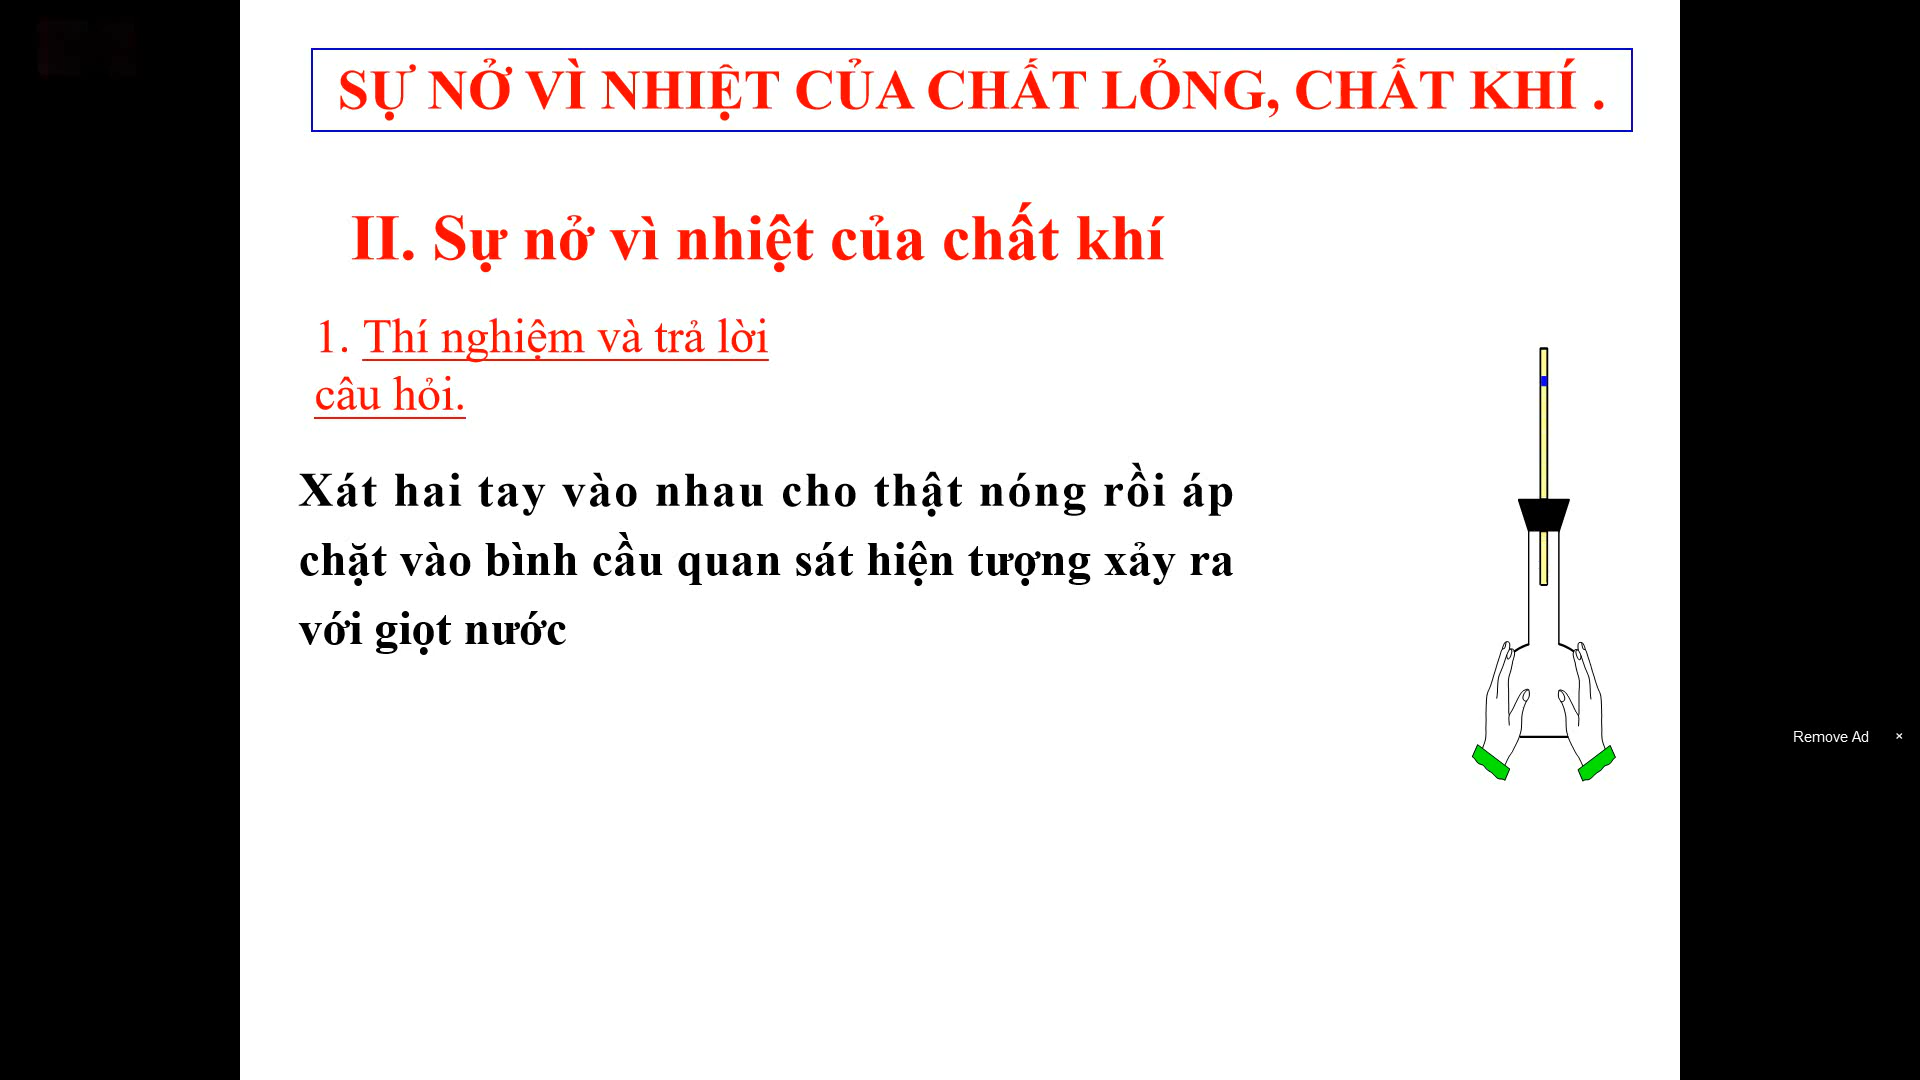 SỰ NỞ VÌ NHIỆT CỦA CHẤT LỎNG, CHẤT KHÍ .
II. Sự nở vì nhiệt của chất khí
1. Thí nghiệm và trả lời
câu hỏi.
Xát hai tay vào nhau cho thật nóng rồi áp
chặt vào bình cầu quan sát hiện tượng xảy ra
với giọt nước
Remove Ad ×